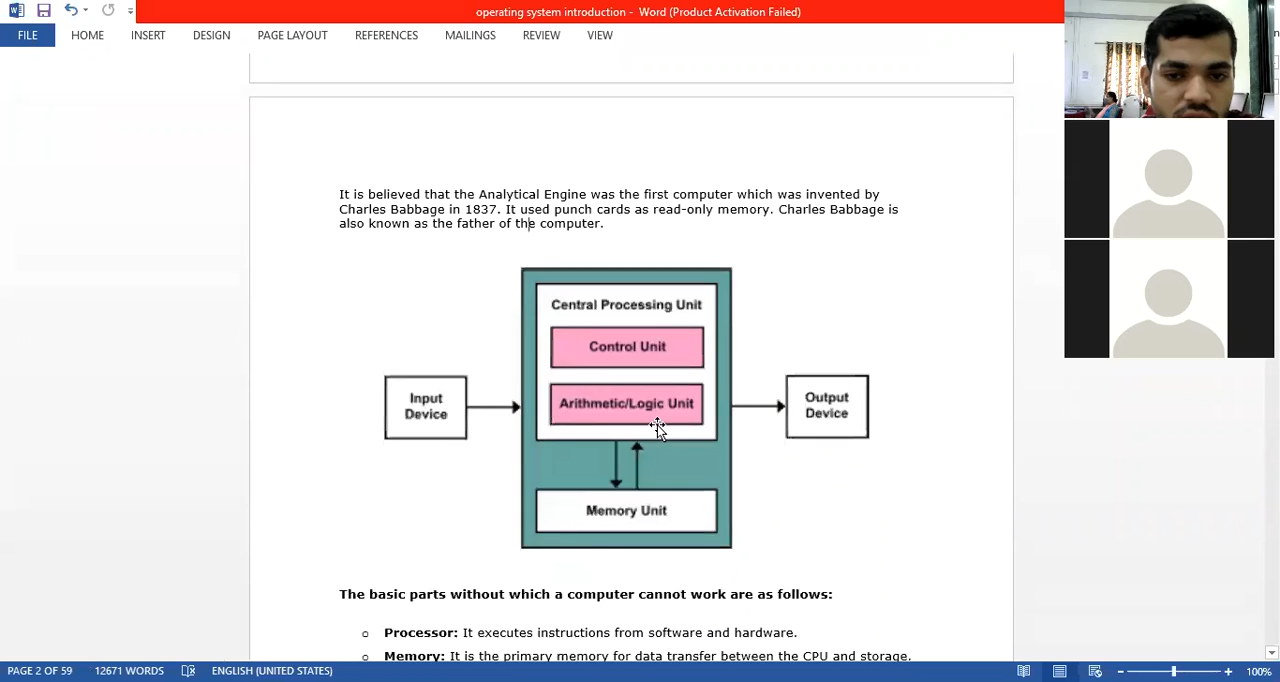 operating system introduction - Word (Product Activation Failed)
FILE HOME INSERT DESIGN PAGE LAYOUT REFERENCES MAILINGS REVIEW VIEW
It is believed that the Analytical Engine was the first computer which was invented by
Charles Babbage in 1837. It used punch cards as read-only memory. Charles Babbage is
also known as the father of the computer.
Central Processing Unit
Control Unit
Arithmetic/Logic Unit
Input
Device
Output
Device
Memory Unit
The basic parts without which a computer cannot work are as follows:
o Processor: It executes instructions from software and hardware.
o Memory: It is the primary memory for data transfer between the CPU and storage.
PAGE 2 OF 59 12671 WORDS ENGLISH (UNITED STATES) 100%